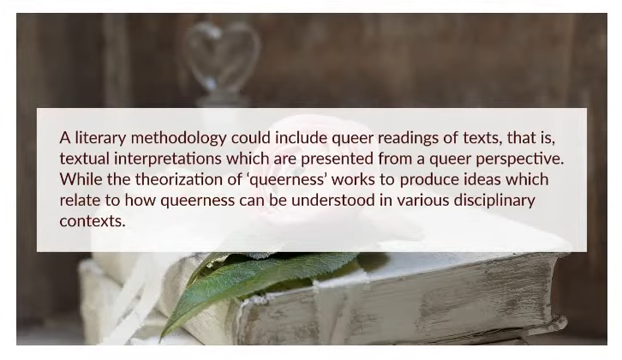 A literary methodology could include queer readings of texts, that is,
textual interpretations which are presented from a queer perspective.
While the theorization of ‘queerness’ works to produce ideas which
relate to how queerness can be understood in various disciplinary
contexts.